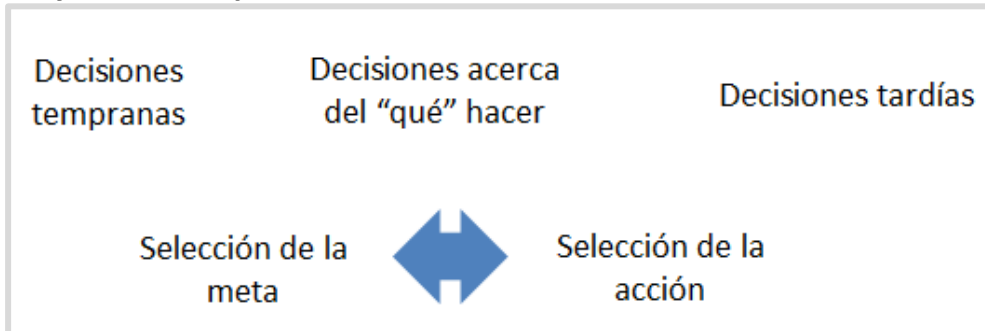 Decisiones
tempranas
Decisiones acerca
del “qué” hacer
Decisiones tardías
Selección de la
meta
Selección de la
acción